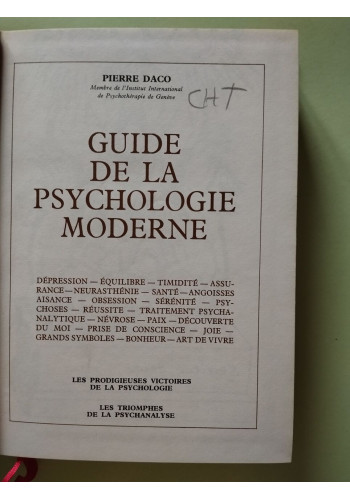 PIERRE DACO
Membre de l'Institut International
de Psychothérapie de Genève
CHT
GUIDE
DE LA
PSYCHOLOGIE
MODERNE
DÉPRESSION — ÉQUILIBRE — TIMIDITÉ — ASSU-
RANCE — NEURASTHÉNIE — SANTÉ — ANGOISSES
AISANCE — OBSESSION — SÉRÉNITÉ — PSY-
CHOSES — RÉUSSITE — TRAITEMENT PSYCHA-
NALYTIQUE — NÉVROSE — PAIX — DÉCOUVERTE
DU MOI — PRISE DE CONSCIENCE — JOIE —
GRANDS SYMBOLES — BONHEUR — ART DE VIVRE
LES PRODIGIEUSES VICTOIRES
DE LA PSYCHOLOGIE
LES TRIOMPHES
DE LA PSYCHANALYSE